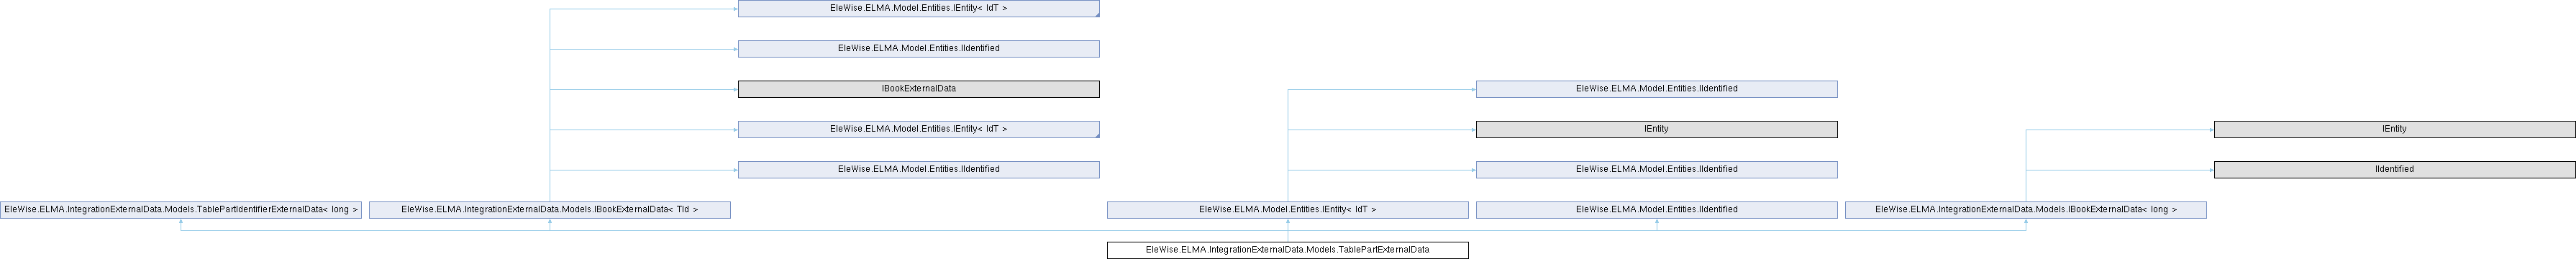 EleWise.ELMA.Model.Entities.IEntity< IdT >
EleWise.ELMA.Model.Entities.IIdentified
IBookExternalData
EleWise.ELMA.Model.Entities.IIdentified
EleWise.ELMA.Model.Entities.IEntity< IdT >
IEntity
IEntity
EleWise.ELMA.Model.Entities.IIdentified
EleWise.ELMA.Model.Entities.IIdentified
IIdentified
EleWise.ELMA.IntegrationExternalData.Models.TablePartIdentifierExternalData< long >
EleWise.ELMA.IntegrationExternalData.Models.IBookExternalData< TId >
EleWise.ELMA.Model.Entities.IEntity< IdT >
EleWise.ELMA.Model.Entities.IIdentified
EleWise.ELMA.IntegrationExternalData.Models.IBookExternalData< long >
EleWise.ELMA.IntegrationExternalData.Models.TablePartExternalData